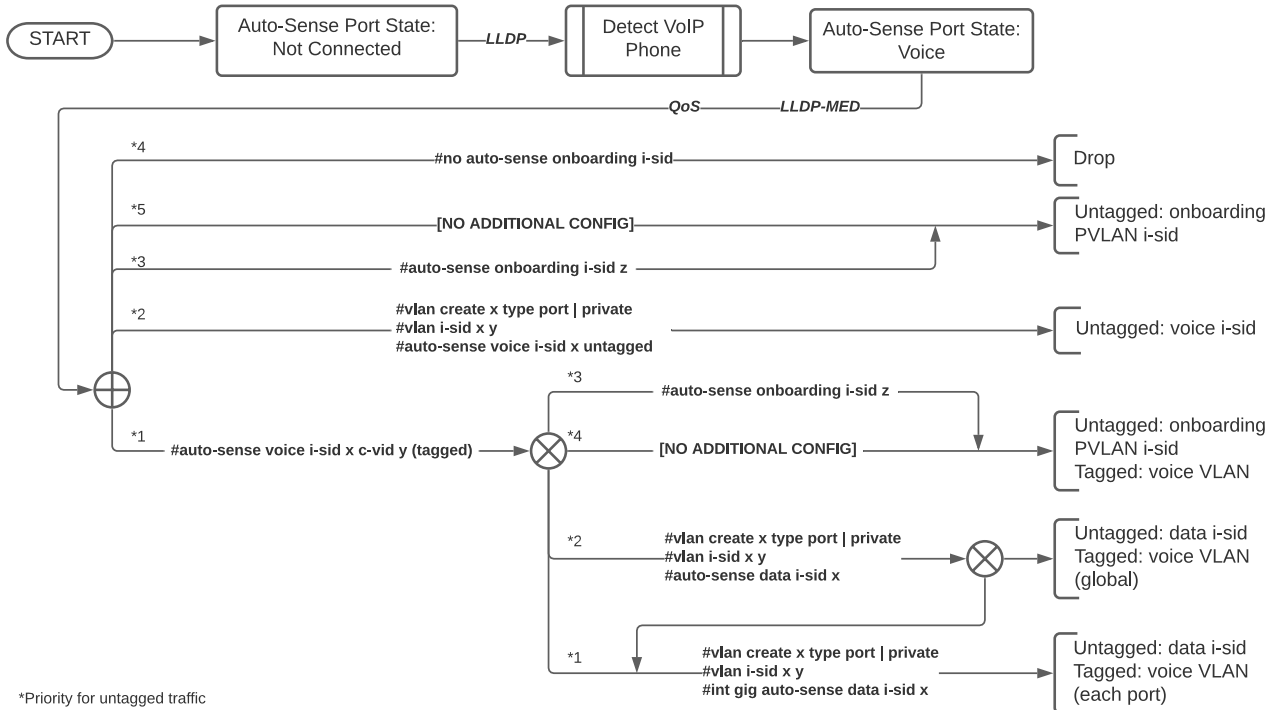 START
Auto-Sense Port State:
Not Connected
LLDP
Detect VoIP
Phone
Auto-Sense Port State:
Voice
QoS
LLDP-MED
*4
#no auto-sense onboarding i-sid
Drop
*5
[NO ADDITIONAL CONFIG]
Untagged: onboarding
PVLAN i-sid
*3
#auto-sense onboarding i-sid z
*2
#vlan create x type port | private
#vlan i-sid x y
#auto-sense voice i-sid x untagged
Untagged: voice i-sid
*1
#auto-sense voice i-sid x c-vid y (tagged)
*3
#auto-sense onboarding i-sid z
*4
[NO ADDITIONAL CONFIG]
Untagged: onboarding
PVLAN i-sid
Tagged: voice VLAN
*2
#vlan create x type port | private
#vlan i-sid x y
#auto-sense data i-sid x
Untagged: data i-sid
Tagged: voice VLAN
(global)
*1
#vlan create x type port | private
#vlan i-sid x y
#int gig auto-sense data i-sid x
Untagged: data i-sid
Tagged: voice VLAN
(each port)
*Priority for untagged traffic